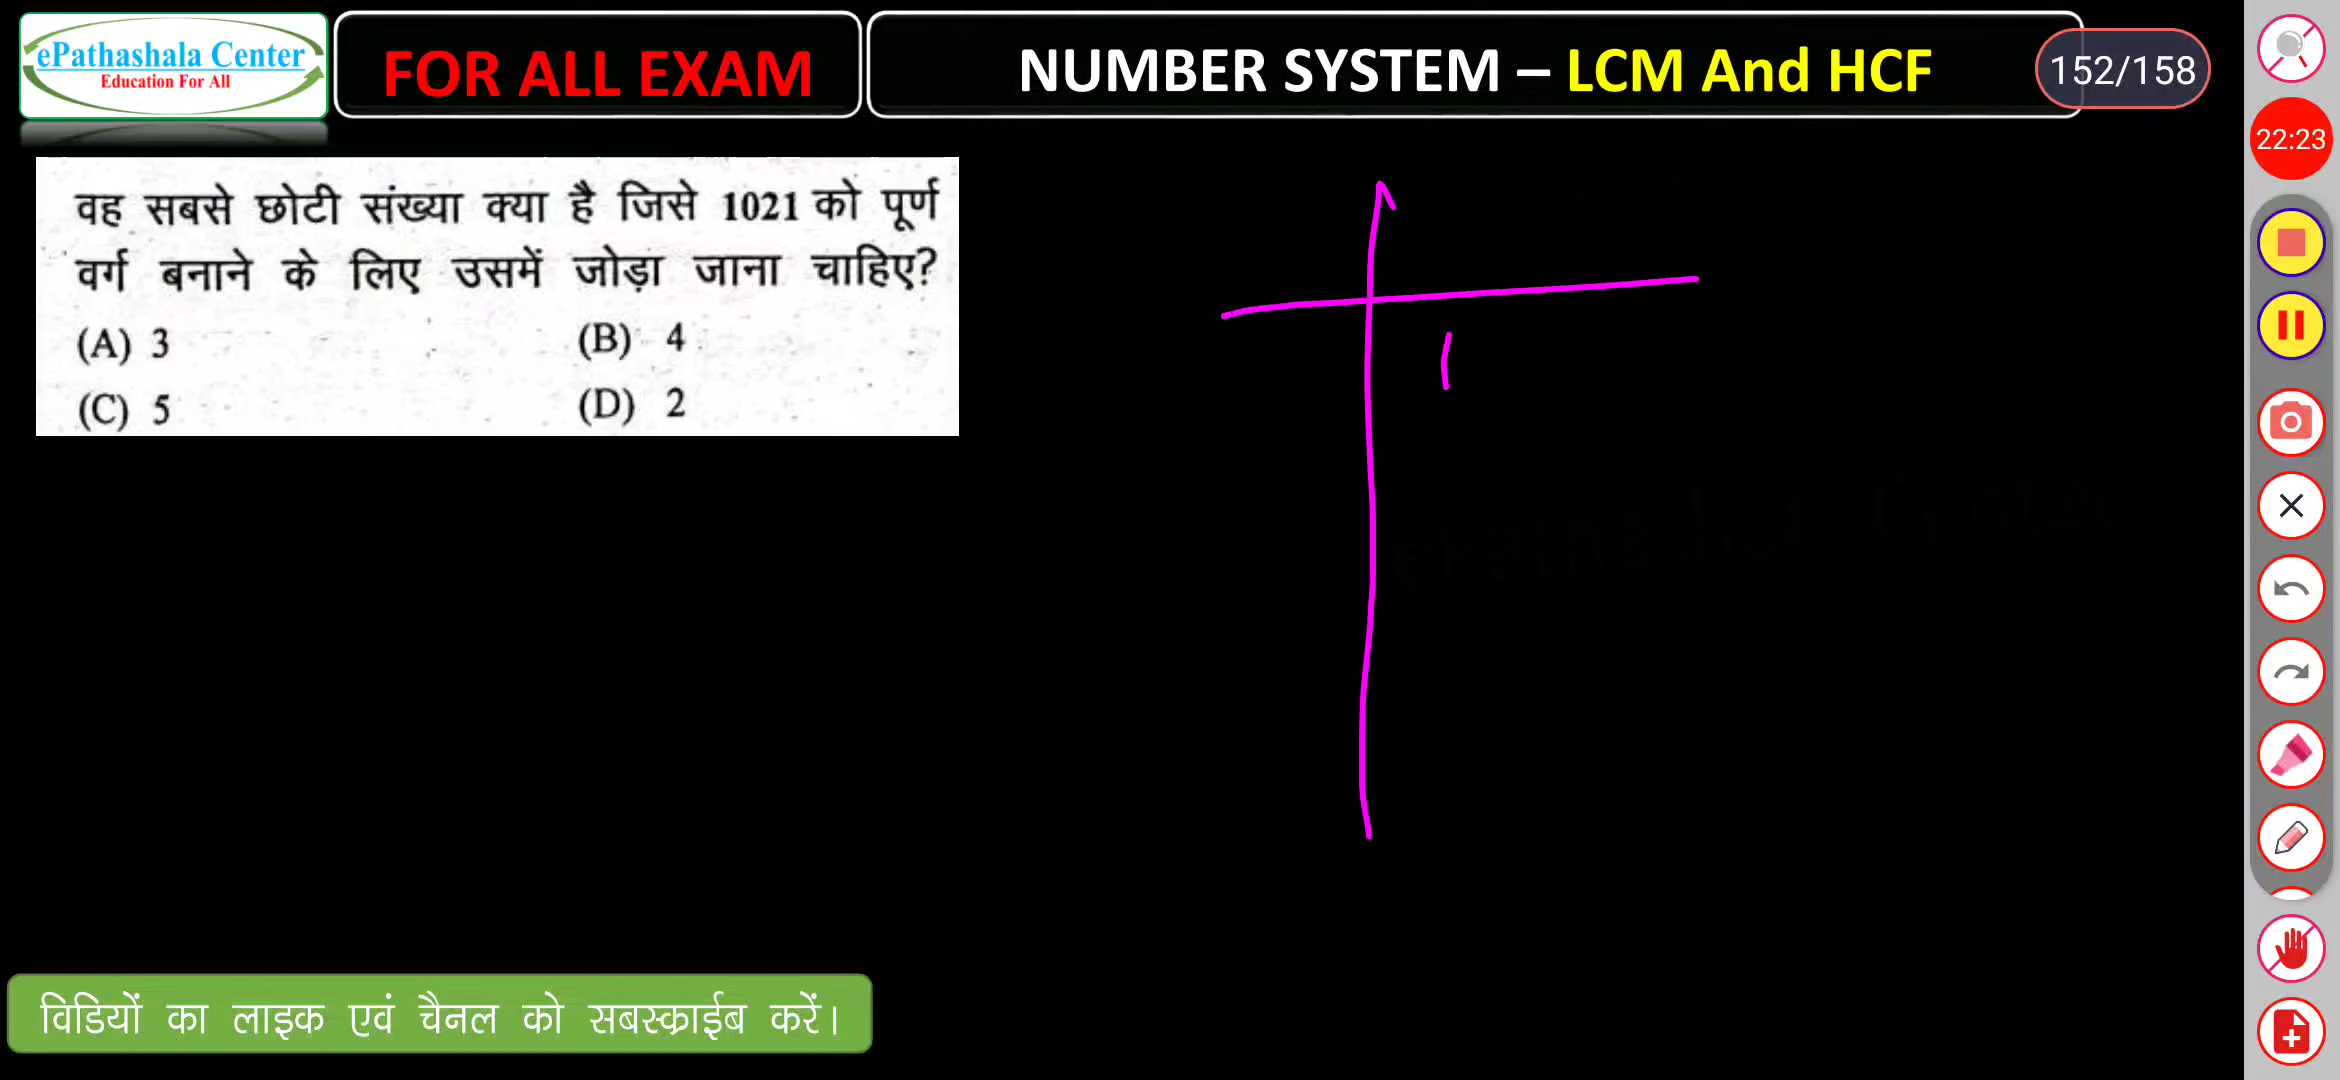 ePathashala Center
Education For All
FOR ALL EXAM
NUMBER SYSTEM – LCM And HCF
152/158
22:23
वह सबसे छोटी संख्या क्या है जिसे 1021 को पूर्ण
वर्ग बनाने के लिए उसमें जोड़ा जाना चाहिए?
(A) 3 (B) 4
(C) 5 (D) 2
1
विडियों का लाइक एवं चैनल को सबस्क्राईब करें।